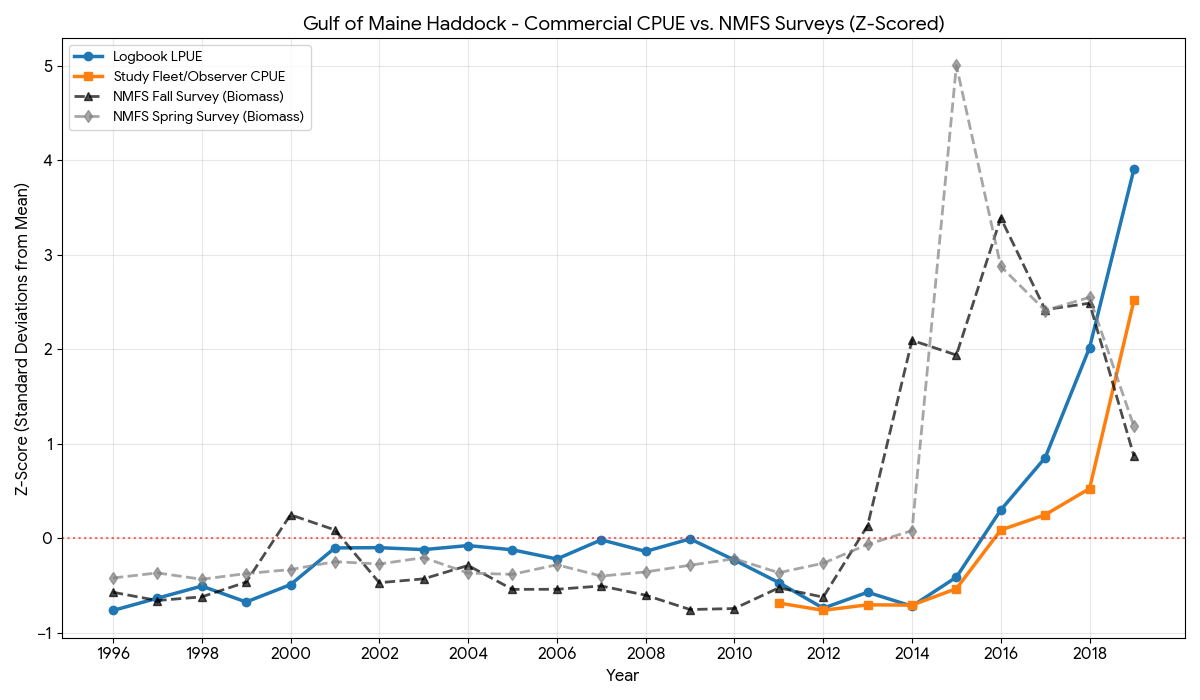 Gulf of Maine Haddock - Commercial CPUE vs. NMFS Surveys (Z-Scored)
Logbook LPUE
Study Fleet/Observer CPUE
NMFS Fall Survey (Biomass)
NMFS Spring Survey (Biomass)
Z-Score (Standard Deviations from Mean)
5
4
3
2
1
0
−1
1996 1998 2000 2002 2004 2006 2008 2010 2012 2014 2016 2018
Year